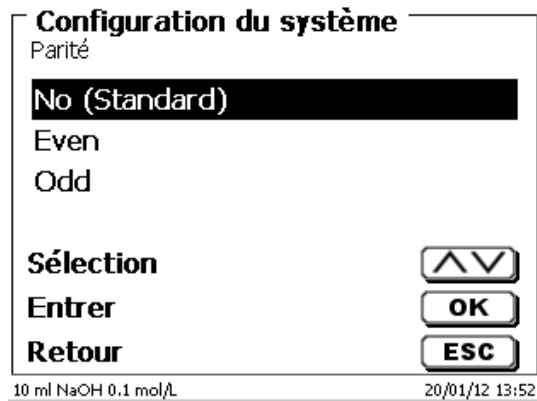 Configuration du système
Parité
No (Standard)
Even
Odd
Sélection
Entrer OK
Retour ESC
10 ml NaOH 0.1 mol/L 20/01/12 13:52